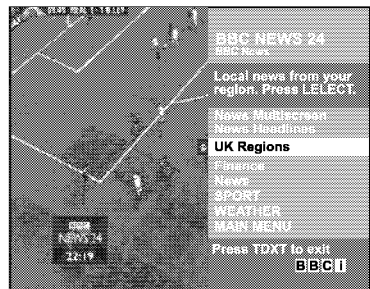 BBC NEWS 24
BBC News
Local news from your
region. Press LELECT.
News Multiscreen
News Headlines
UK Regions
Finance
News
SPORT
WEATHER
MAIN MENU
Press TDXT to exit
BBCI
BBC
NEWS 24
22:19